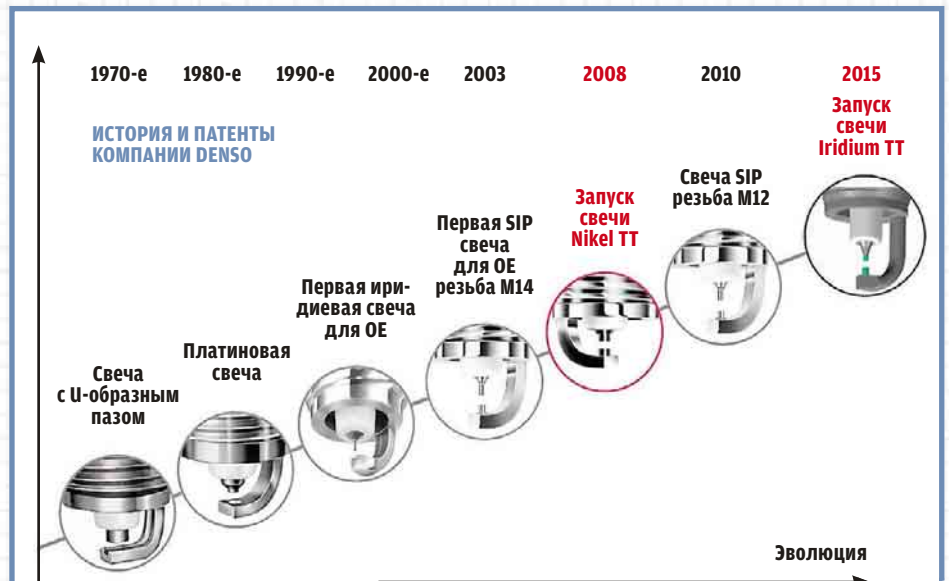 1970-е 1980-е 1990-е 2000-е 2003 2008 2010 2015
ИСТОРИЯ И ПАТЕНТЫ
КОМПАНИИ DENSO
Запуск
свечи
Iridium TT
Свеча SIP
резьба М12
Запуск
свечи
Nikel TT
Первая SIP
свеча
для ОЕ
резьба М14
Первая ири-
диевая свеча
для ОЕ
Платиновая
свеча
Свеча
с U-образным
пазом
Эволюция